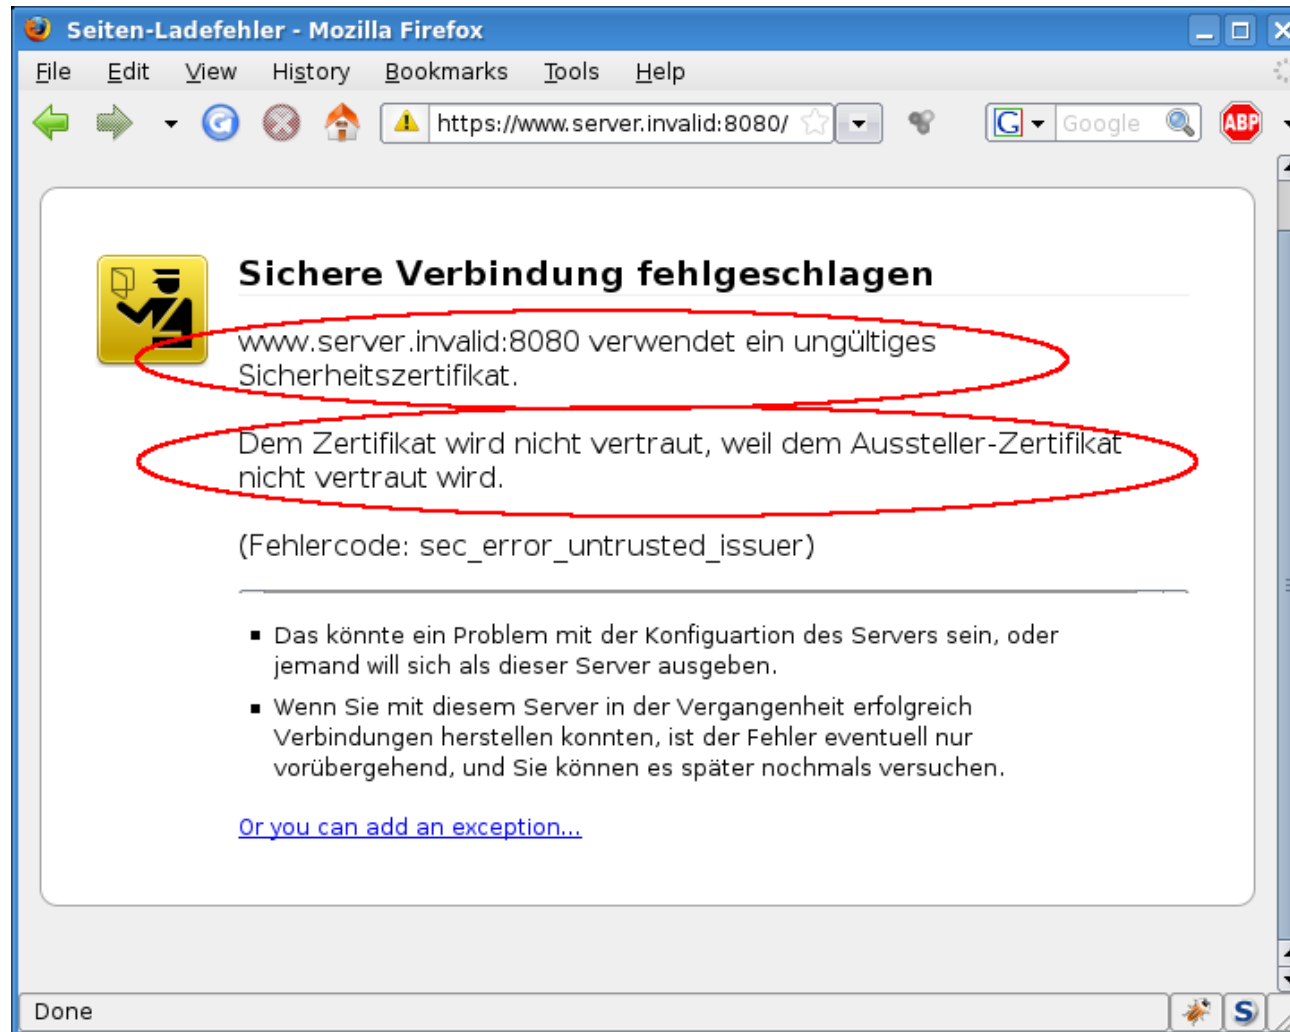 Seiten-Ladefehler - Mozilla Firefox
File Edit View History Bookmarks Tools Help
https://www.server.invalid:8080/ G Google ABP
Sichere Verbindung fehlgeschlagen
www.server.invalid:8080 verwendet ein ungültiges
Sicherheitszertifikat.
Dem Zertifikat wird nicht vertraut, weil dem Aussteller-Zertifikat
nicht vertraut wird.
(Fehlercode: sec_error_untrusted_issuer)
Das könnte ein Problem mit der Konfiguartion des Servers sein, oder
jemand will sich als dieser Server ausgeben.
Wenn Sie mit diesem Server in der Vergangenheit erfolgreich
Verbindungen herstellen konnten, ist der Fehler eventuell nur
vorübergehend, und Sie können es später nochmals versuchen.
Or you can add an exception...
Done S